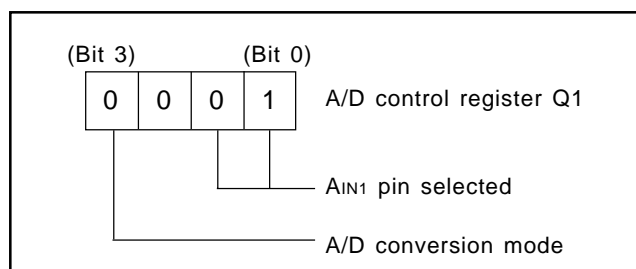 (Bit 3) (Bit 0)
0 0 0 1 A/D control register Q1
AIN1 pin selected
A/D conversion mode